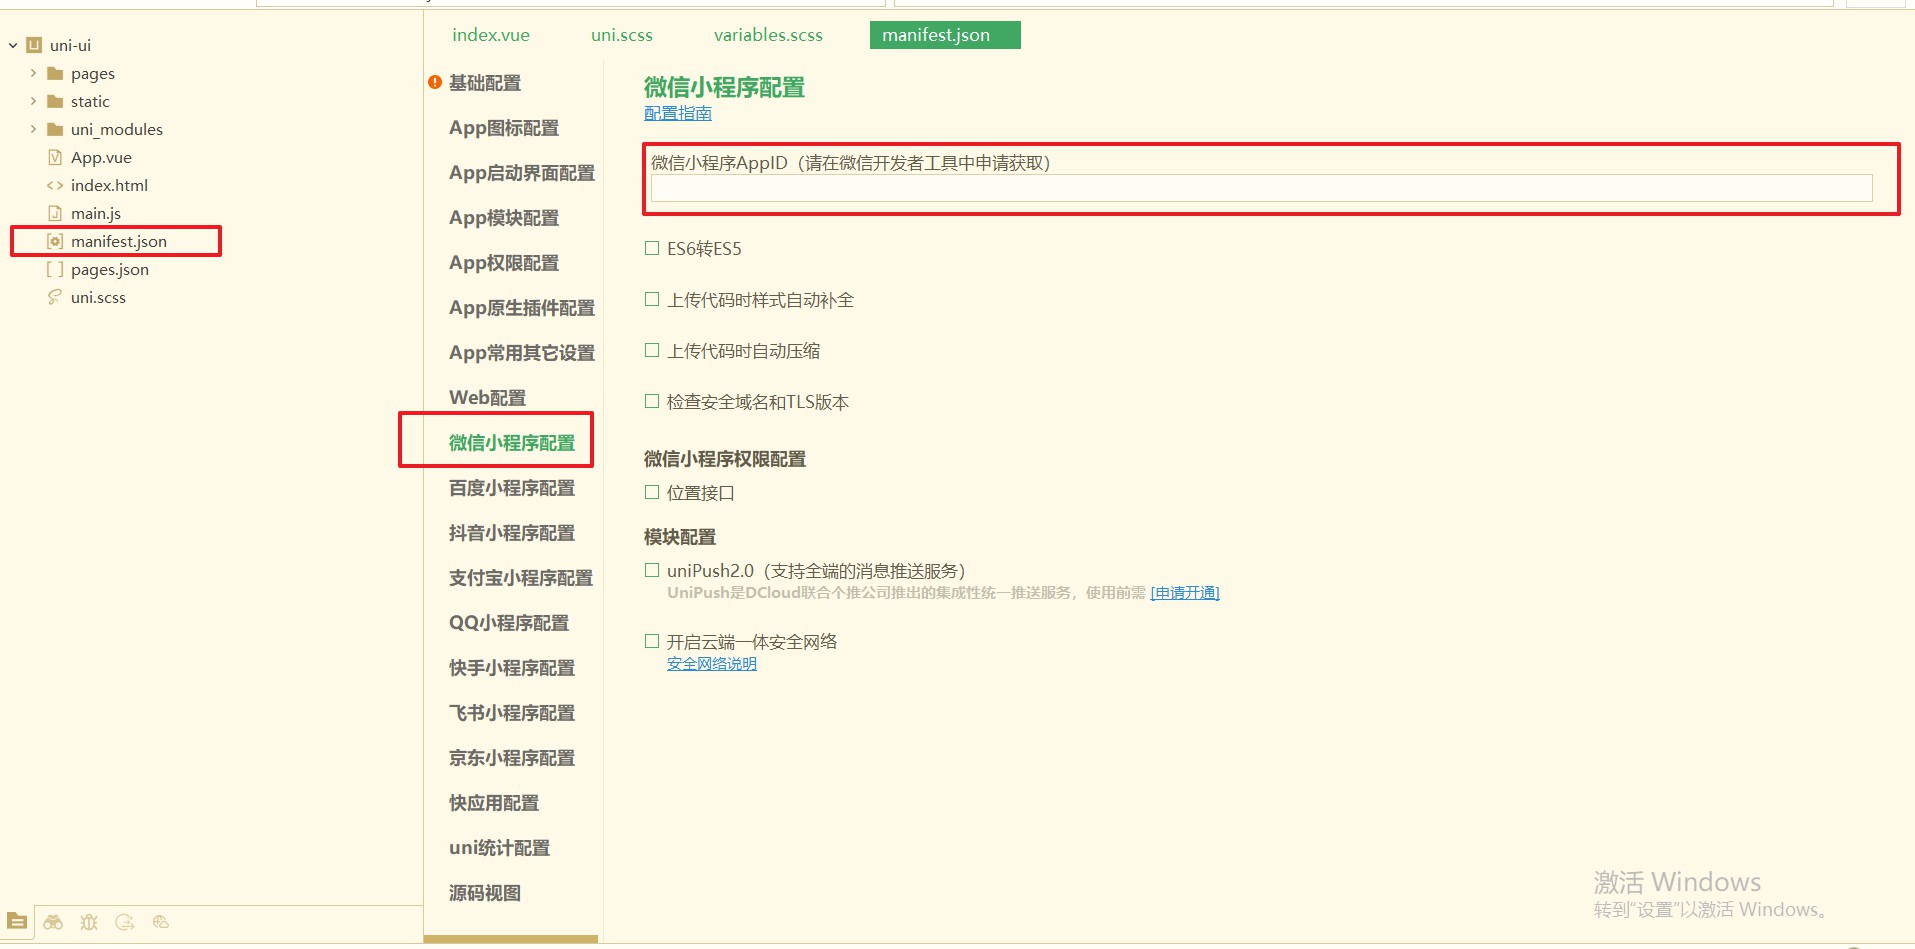 uni-ui
pages
static
uni_modules
App.vue
index.html
main.js
manifest.json
pages.json
uni.scss
index.vue
uni.scss
variables.scss
manifest.json
基础配置
App图标配置
App启动界面配置
App模块配置
App权限配置
App原生插件配置
App常用其它设置
Web配置
微信小程序配置
百度小程序配置
抖音小程序配置
支付宝小程序配置
QQ小程序配置
快手小程序配置
飞书小程序配置
京东小程序配置
快应用配置
uni统计配置
源码视图
微信小程序配置
配置指南
微信小程序AppID（请在微信开发者工具中申请获取）
ES6转ES5
上传代码时样式自动补全
上传代码时自动压缩
检查安全域名和TLS版本
微信小程序权限配置
位置接口
模块配置
uniPush2.0（支持全端的消息推送服务）
UniPush是DCloud联合个推公司推出的集成性统一推送服务，使用前需 [申请开通]
开启云端一体安全网络
安全网络说明
激活 Windows
转到“设置”以激活 Windows。